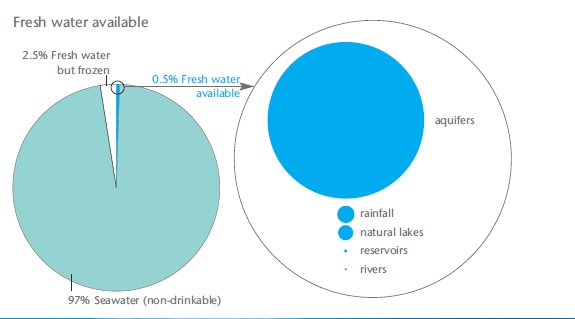 Fresh water available
2.5% Fresh water
but frozen
0.5% Fresh water
available
aquifers
rainfall
natural lakes
reservoirs
rivers
97% Seawater (non-drinkable)